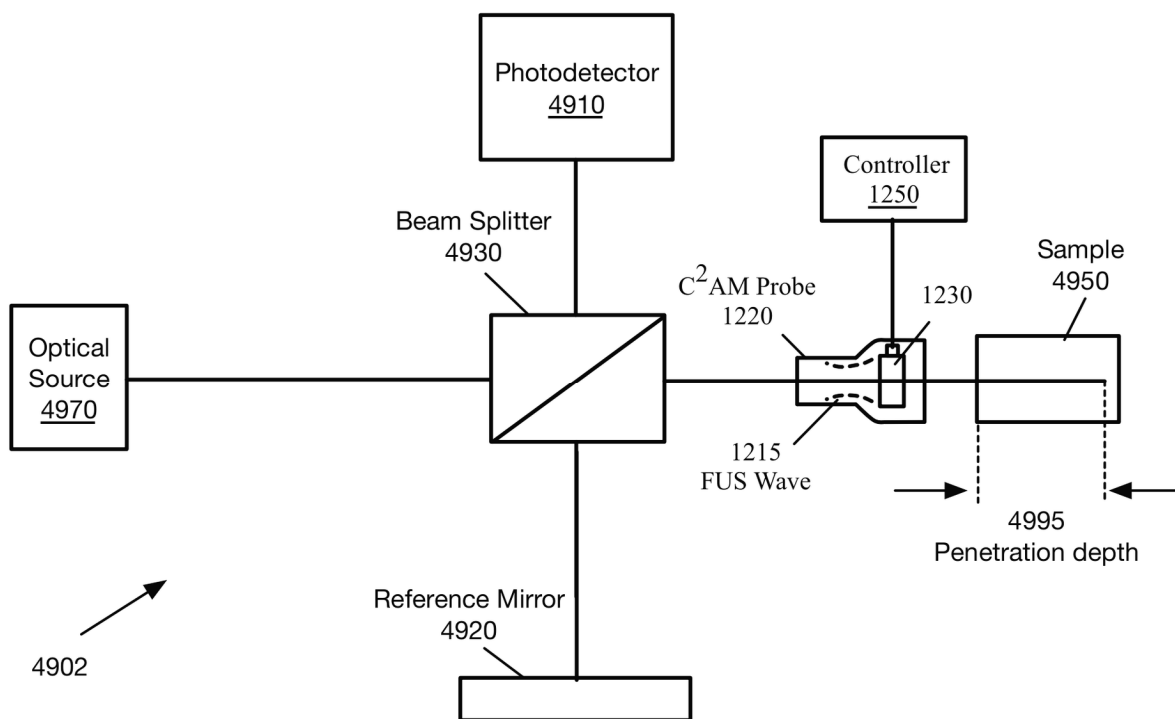 Photodetector
4910
Controller
1250
Beam Splitter
4930
Sample
4950
C²AM Probe
1220
1230
Optical
Source
4970
1215
FUS Wave
4995
Penetration depth
Reference Mirror
4920
4902